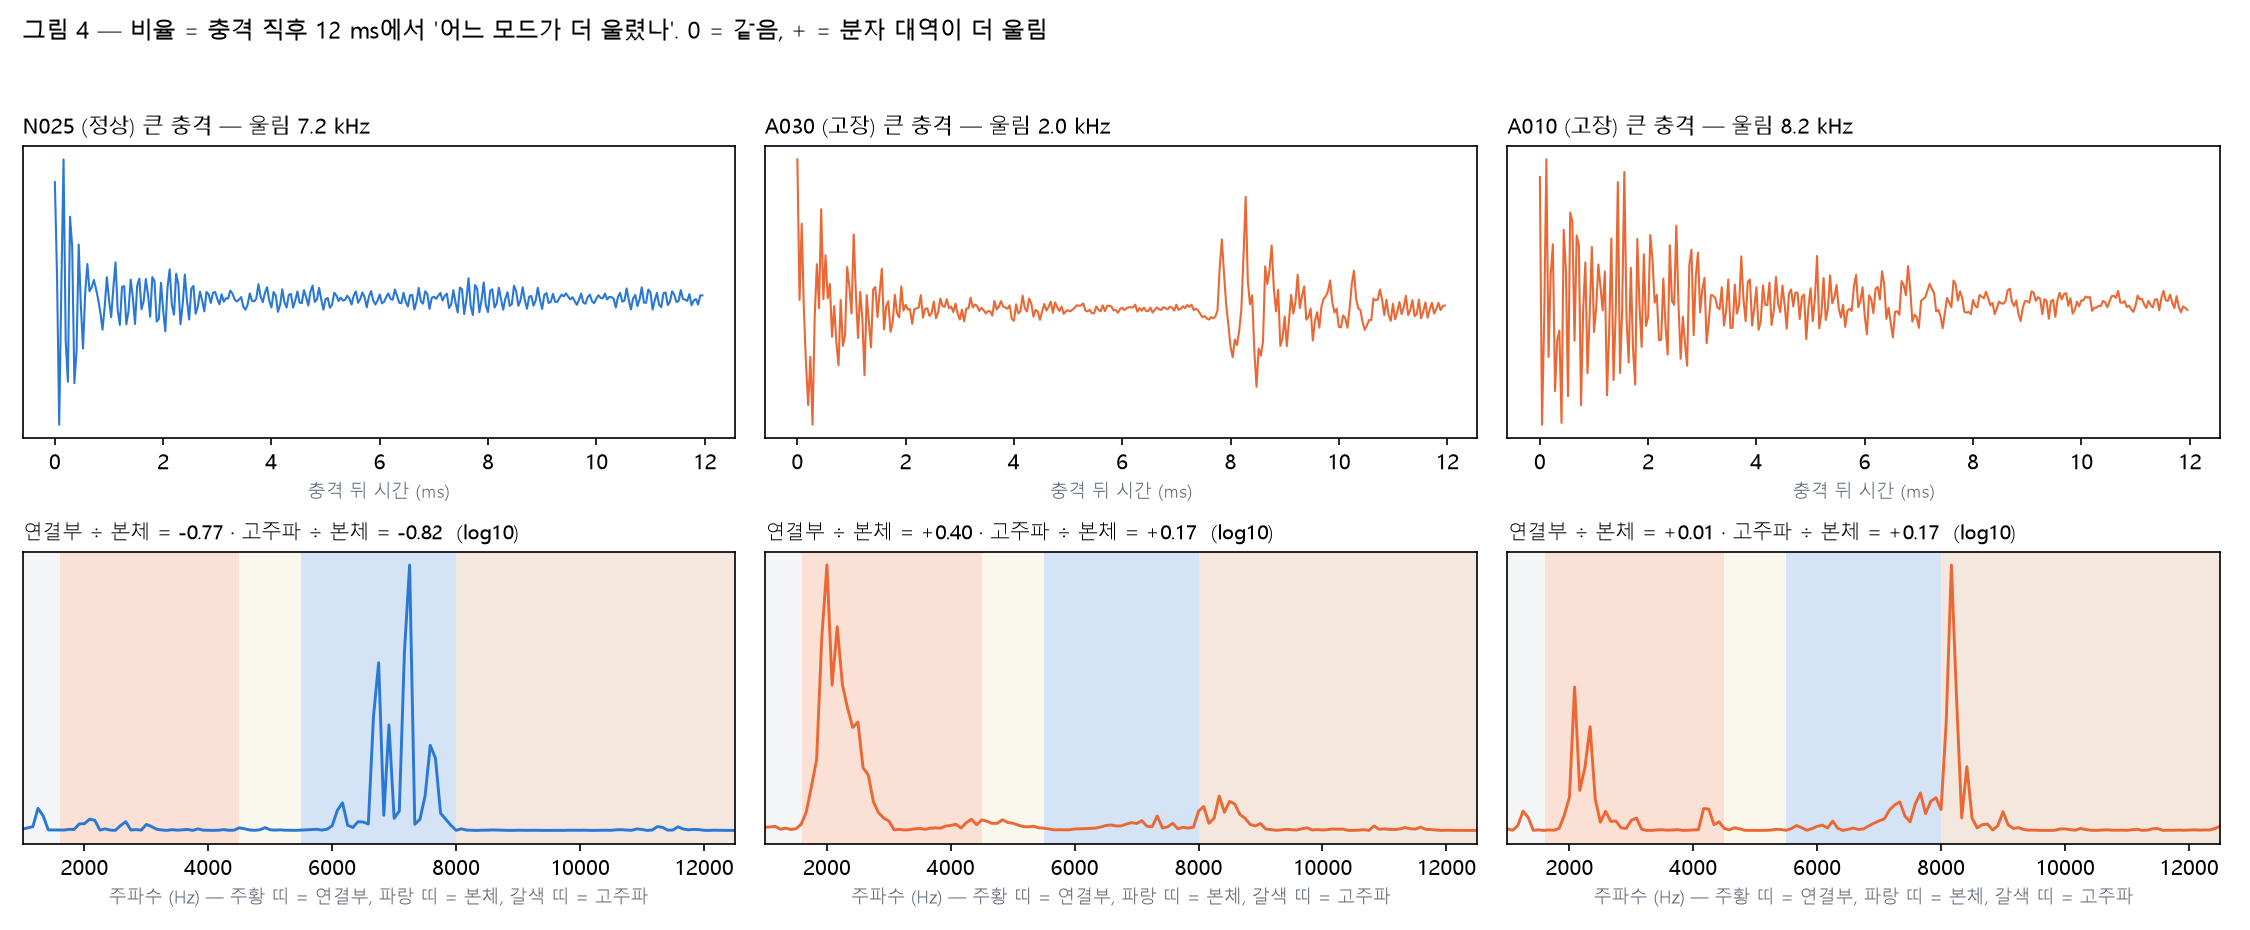 그림 4 — 비율 = 충격 직후 12 ms에서 '어느 모드가 더 울렸나'. 0 = 같음, + = 분자 대역이 더 울림
N025 (정상) 큰 충격 — 울림 7.2 kHz
A030 (고장) 큰 충격 — 울림 2.0 kHz
A010 (고장) 큰 충격 — 울림 8.2 kHz
0 2 4 6 8 10 12
0 2 4 6 8 10 12
0 2 4 6 8 10 12
충격 뒤 시간 (ms)
충격 뒤 시간 (ms)
충격 뒤 시간 (ms)
연결부 ÷ 본체 = -0.77 · 고주파 ÷ 본체 = -0.82 (log10)
연결부 ÷ 본체 = +0.40 · 고주파 ÷ 본체 = +0.17 (log10)
연결부 ÷ 본체 = +0.01 · 고주파 ÷ 본체 = +0.17 (log10)
2000 4000 6000 8000 10000 12000
2000 4000 6000 8000 10000 12000
2000 4000 6000 8000 10000 12000
주파수 (Hz) — 주황 띠 = 연결부, 파랑 띠 = 본체, 갈색 띠 = 고주파
주파수 (Hz) — 주황 띠 = 연결부, 파랑 띠 = 본체, 갈색 띠 = 고주파
주파수 (Hz) — 주황 띠 = 연결부, 파랑 띠 = 본체, 갈색 띠 = 고주파